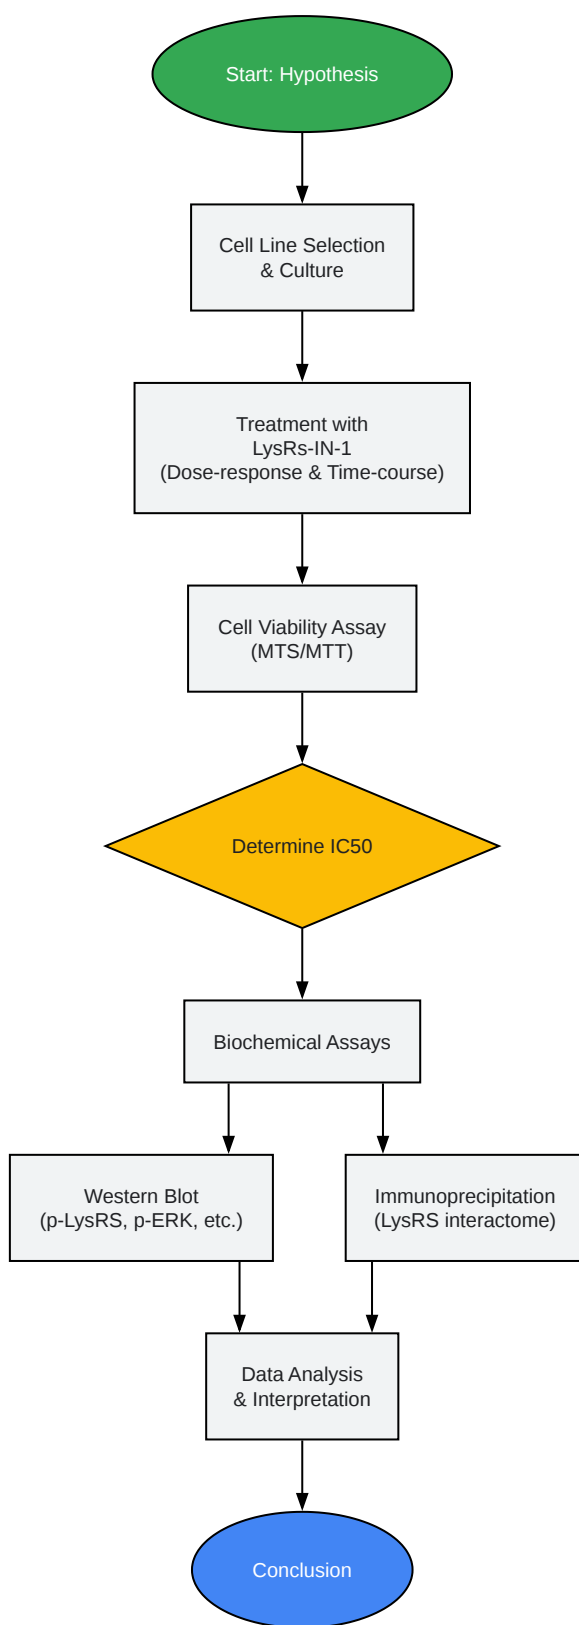 Start: Hypothesis
Cell Line Selection
& Culture
Treatment with
LysRs-IN-1
(Dose-response & Time-course)
Cell Viability Assay
(MTS/MTT)
Determine IC50
Biochemical Assays
Western Blot
(p-LysRS, p-ERK, etc.)
Immunoprecipitation
(LysRS interactome)
Data Analysis
& Interpretation
Conclusion